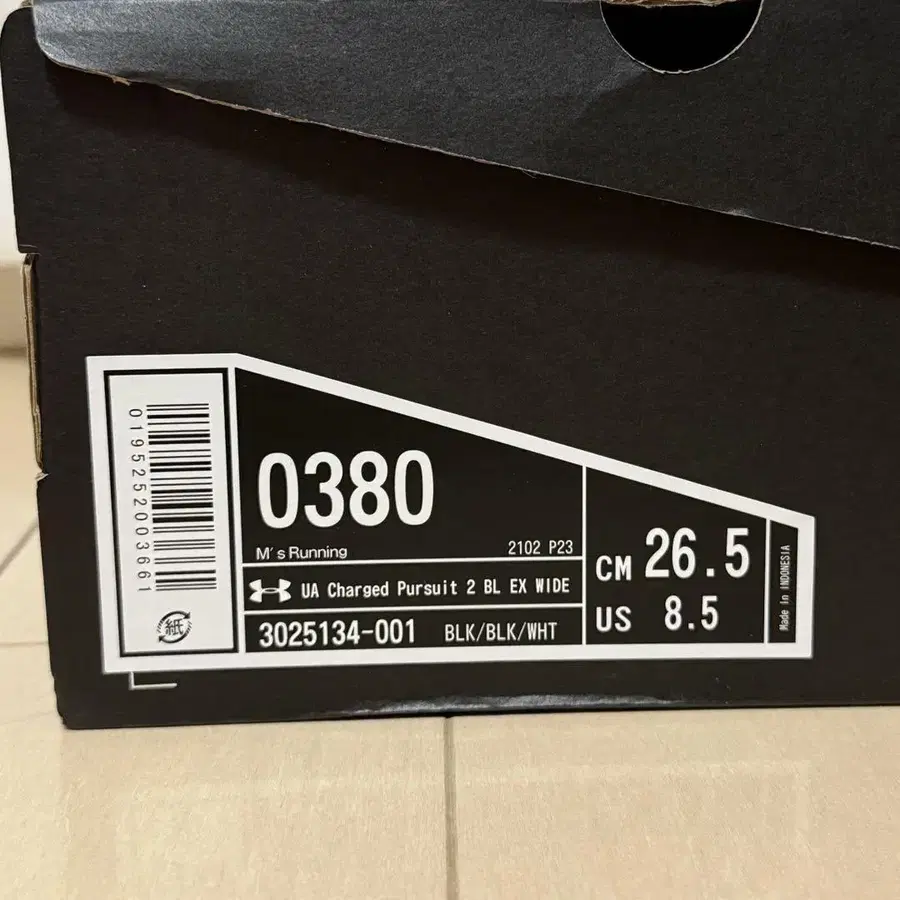 0195252003661
紙
0380
M's Running
2102 P23
UA Charged Pursuit 2 BL EX WIDE
3025134-001 BLK/BLK/WHT
CM 26.5
US 8.5
Made in INDONESIA